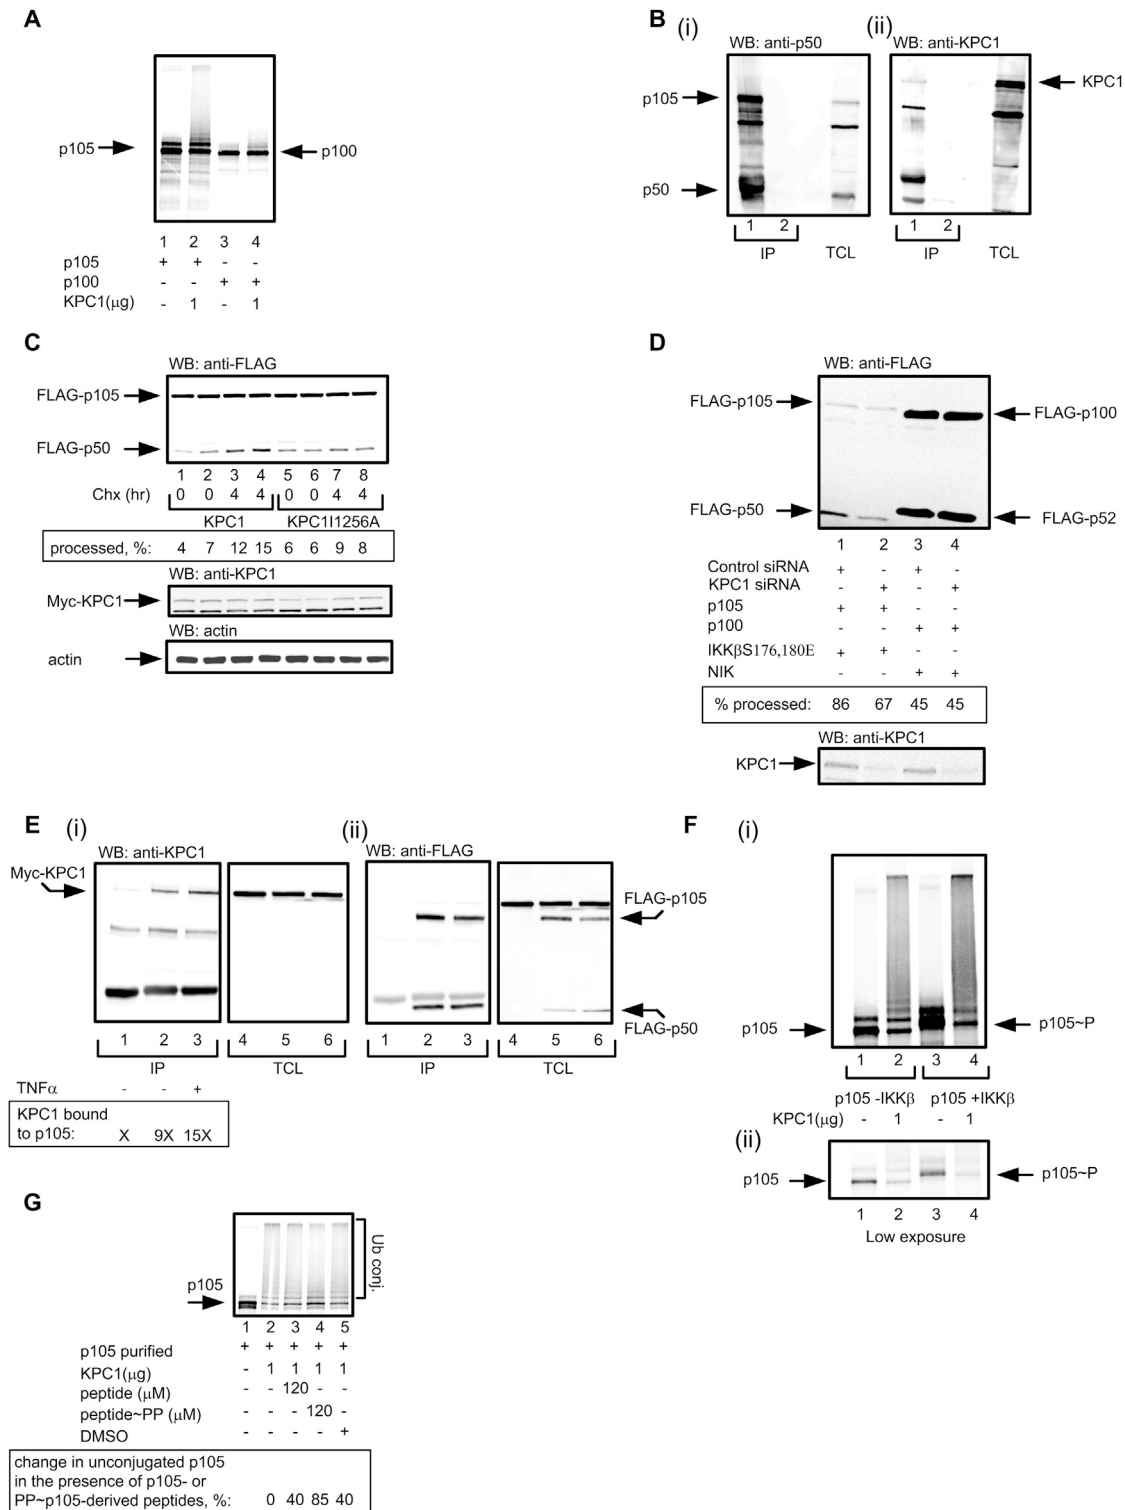 A
p105
p100
1 2 3 4
p105 + + - -
p100 - - + +
KPC1(μg) - 1 - 1
B (i) (ii)
WB: anti-p50 WB: anti-KPC1
p105
p50
KPC1
1 2 1 2
IP TCL IP TCL
C
WB: anti-FLAG
FLAG-p105
FLAG-p50
1 2 3 4 5 6 7 8
Chx (hr) 0 0 4 4 0 0 4 4
KPC1 KPC1I1256A
processed, %: 4 7 12 15 6 6 9 8
WB: anti-KPC1
Myc-KPC1
WB: actin
actin
D
WB: anti-FLAG
FLAG-p105
FLAG-p100
FLAG-p50
FLAG-p52
1 2 3 4
Control siRNA + - + -
KPC1 siRNA - + - +
p105 + + - -
p100 - - + +
IKKβS176,180E + + - -
NIK - - + +
% processed: 86 67 45 45
WB: anti-KPC1
KPC1
E (i) (ii)
WB: anti-KPC1 WB: anti-FLAG
Myc-KPC1
FLAG-p105
FLAG-p50
1 2 3 4 5 6 1 2 3 4 5 6
IP TCL IP TCL
TNFα - - +
KPC1 bound
to p105: X 9X 15X
F (i)
p105
p105~P
1 2 3 4
p105 -IKKβ p105 +IKKβ
KPC1(μg) - 1 - 1
(ii)
p105
p105~P
1 2 3 4
Low exposure
G
p105
Ub conj.
1 2 3 4 5
p105 purified + + + + +
KPC1(μg) - 1 1 1 1
peptide (μM) - - 120 - -
peptide~PP (μM) - - - 120 -
DMSO - - - - +
change in unconjugated p105
in the presence of p105- or
PP~p105-derived peptides, %: 0 40 85 40